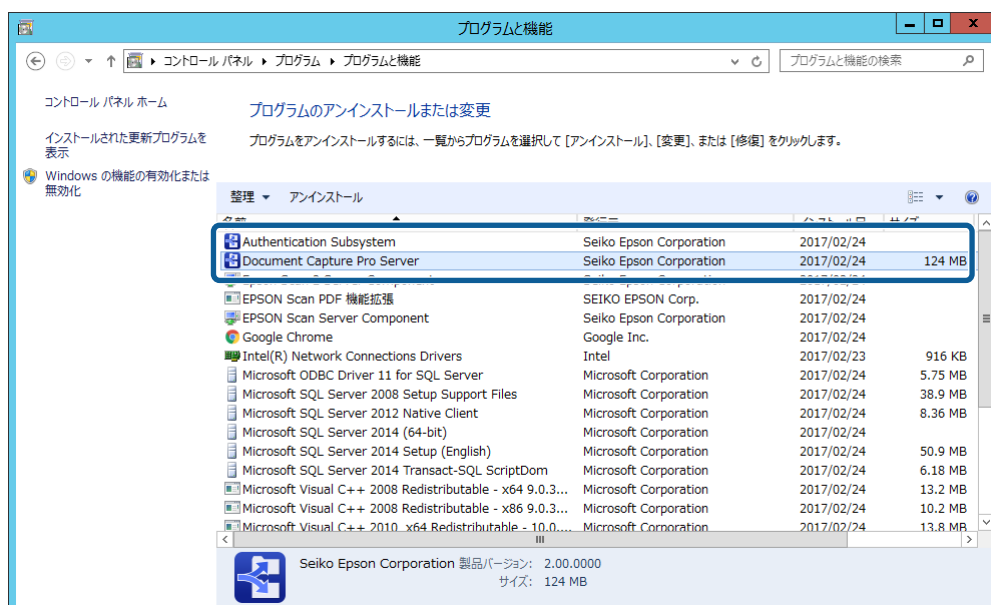 プログラムと機能
コントロール パネル ▶ プログラム ▶ プログラムと機能
プログラムと機能の検索
コントロール パネル ホーム
インストールされた更新プログラムを
表示
Windows の機能の有効化または
無効化
プログラムのアンインストールまたは変更
プログラムをアンインストールするには、一覧からプログラムを選択して [アンインストール]、[変更]、または [修復] をクリックします。
整理 アンインストール
Authentication Subsystem Seiko Epson Corporation 2017/02/24
Document Capture Pro Server Seiko Epson Corporation 2017/02/24 124 MB
EPSON Scan PDF 機能拡張 SEIKO EPSON Corp. 2017/02/24
EPSON Scan Server Component Seiko Epson Corporation 2017/02/24
Google Chrome Google Inc. 2017/02/24
Intel(R) Network Connections Drivers Intel 2017/02/23 916 KB
Microsoft ODBC Driver 11 for SQL Server Microsoft Corporation 2017/02/24 5.75 MB
Microsoft SQL Server 2008 Setup Support Files Microsoft Corporation 2017/02/24 38.9 MB
Microsoft SQL Server 2012 Native Client Microsoft Corporation 2017/02/24 8.36 MB
Microsoft SQL Server 2014 (64-bit) Microsoft Corporation 2017/02/24
Microsoft SQL Server 2014 Setup (English) Microsoft Corporation 2017/02/24 50.9 MB
Microsoft SQL Server 2014 Transact-SQL ScriptDom Microsoft Corporation 2017/02/24 6.18 MB
Microsoft Visual C++ 2008 Redistributable - x64 9.0.3... Microsoft Corporation 2017/02/24 13.2 MB
Microsoft Visual C++ 2008 Redistributable - x86 9.0.3... Microsoft Corporation 2017/02/24 10.2 MB
Microsoft Visual C++ 2010 x64 Redistributable - 10.0.... Microsoft Corporation 2017/02/24 13.8 MB
Seiko Epson Corporation 製品バージョン: 2.00.0000
サイズ: 124 MB